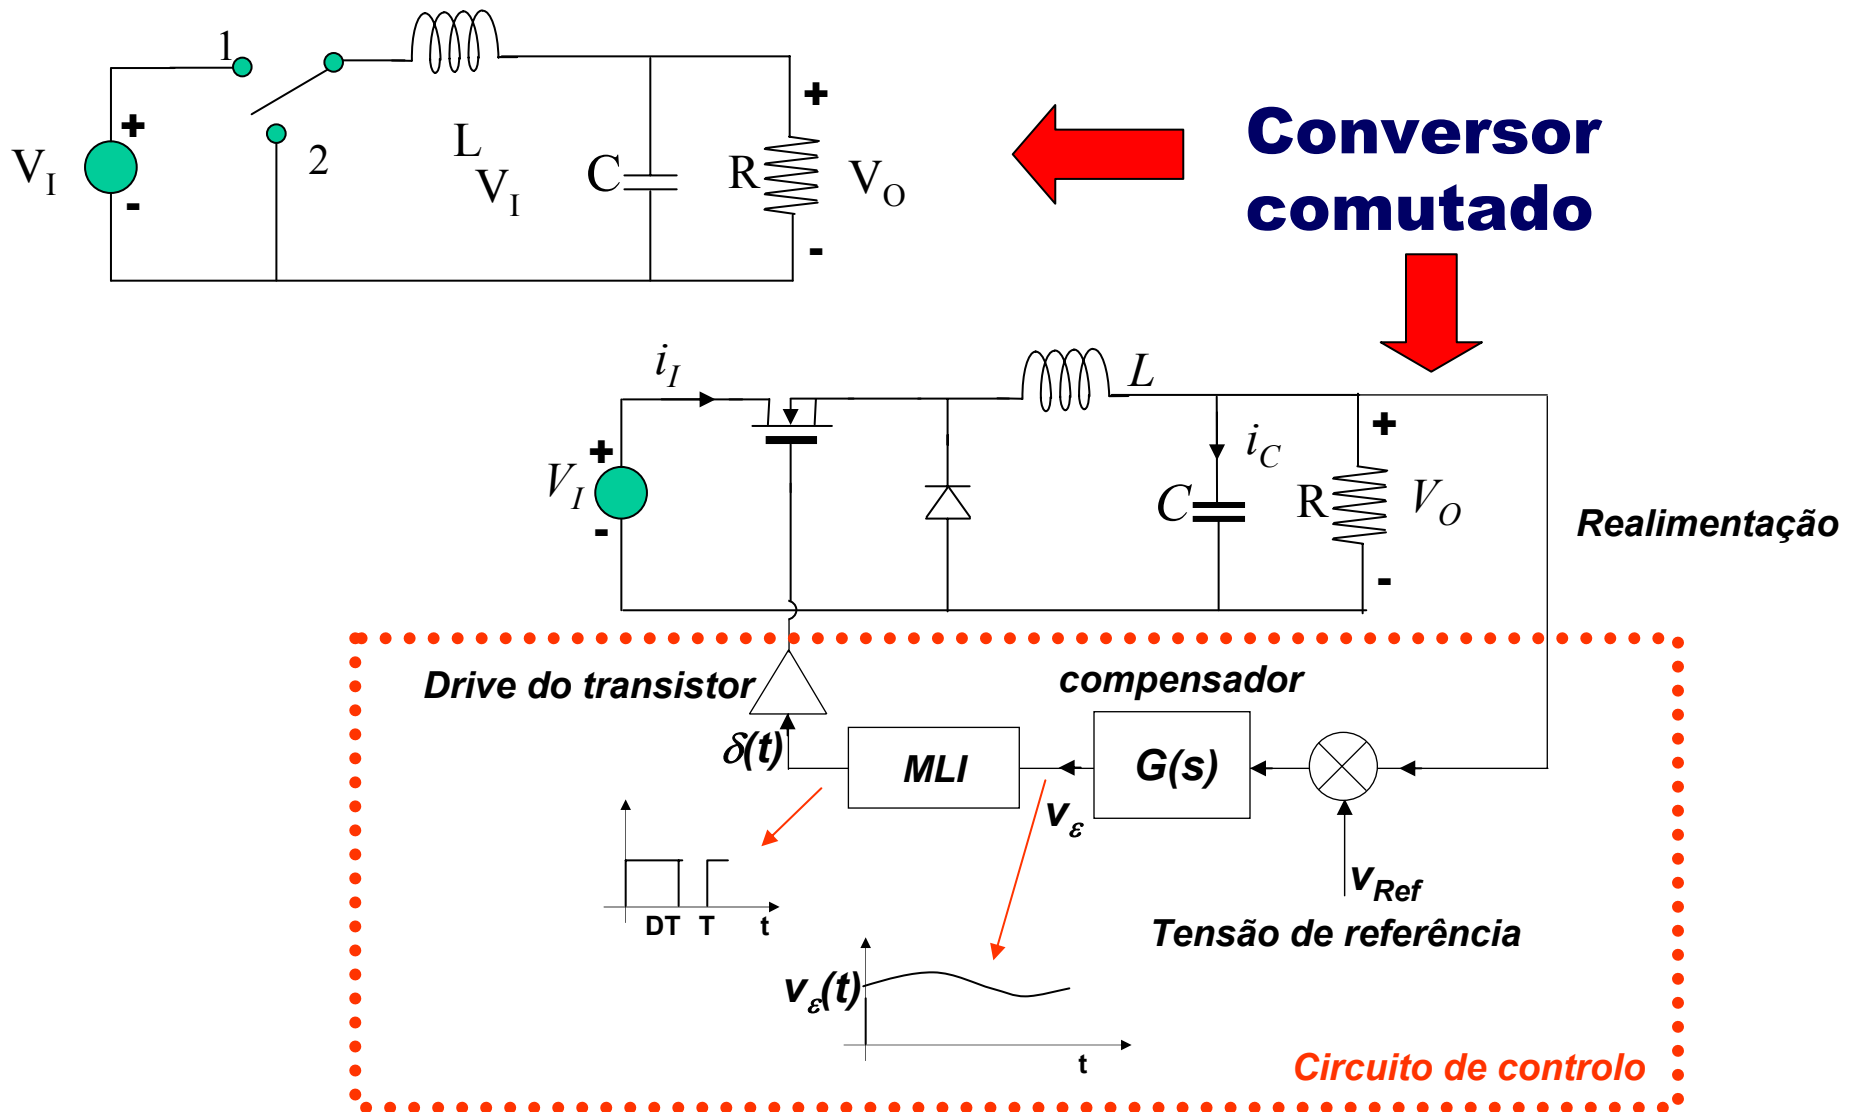 1
2
+
-
V_I
L
V_I
C
R
+
-
V_O
Conversor
comutado
i_I
L
+
-
V_I
i_C
C
R
+
-
V_O
Realimentação
Drive do transistor
compensador
δ(t)
MLI
G(s)
v_ε
v_Ref
Tensão de referência
DT T t
v_ε(t)
t
Circuito de controlo